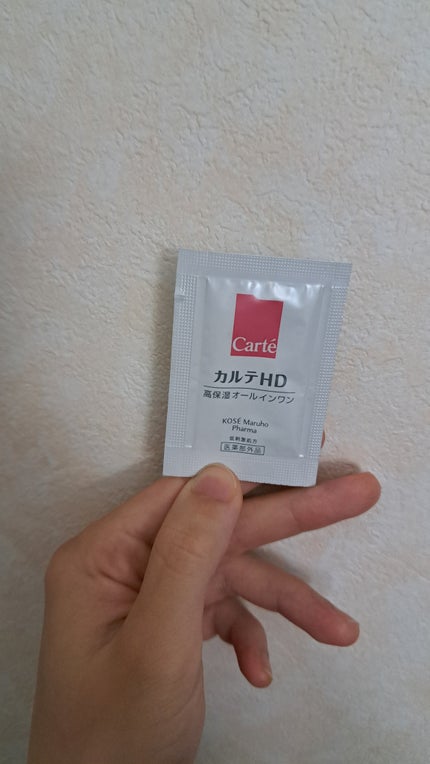 Carté
カルテHD
高保湿オールインワン
KOSÉ Maruho
Pharma
低刺激処方
医薬部外品